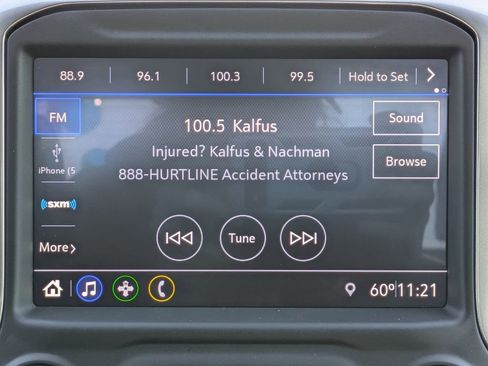 88.9 96.1 100.3 99.5 Hold to Set
FM
100.5 Kalfus
Sound
Injured? Kalfus & Nachman
Browse
iPhone (5
888-HURTLINE Accident Attorneys
sxm
More
Tune
60° 11:21